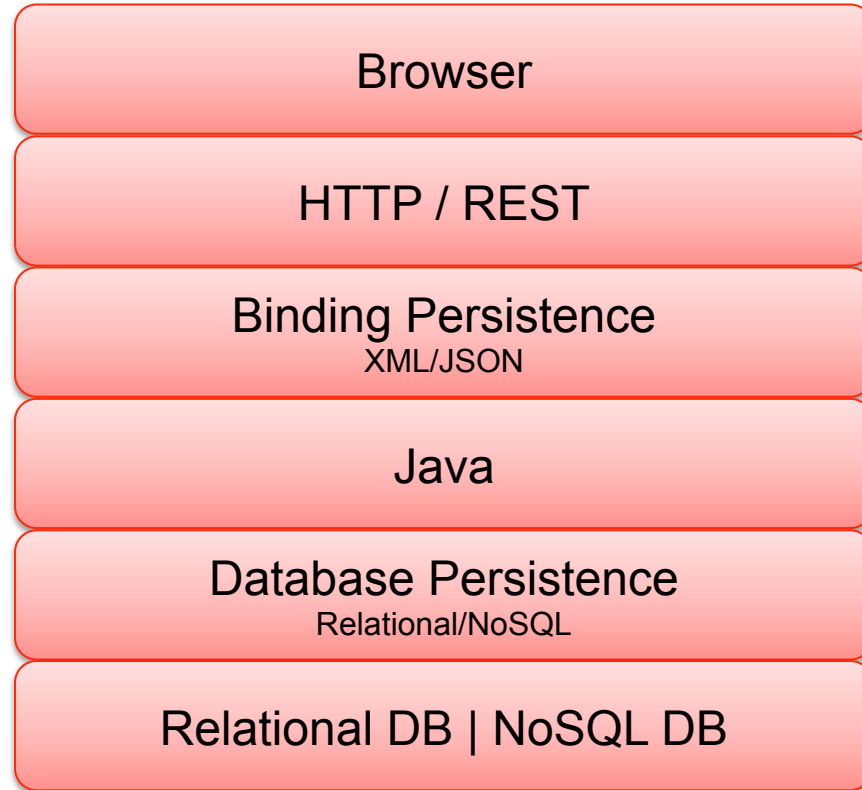 Browser
HTTP / REST
Binding Persistence
XML/JSON
Java
Database Persistence
Relational/NoSQL
Relational DB | NoSQL DB